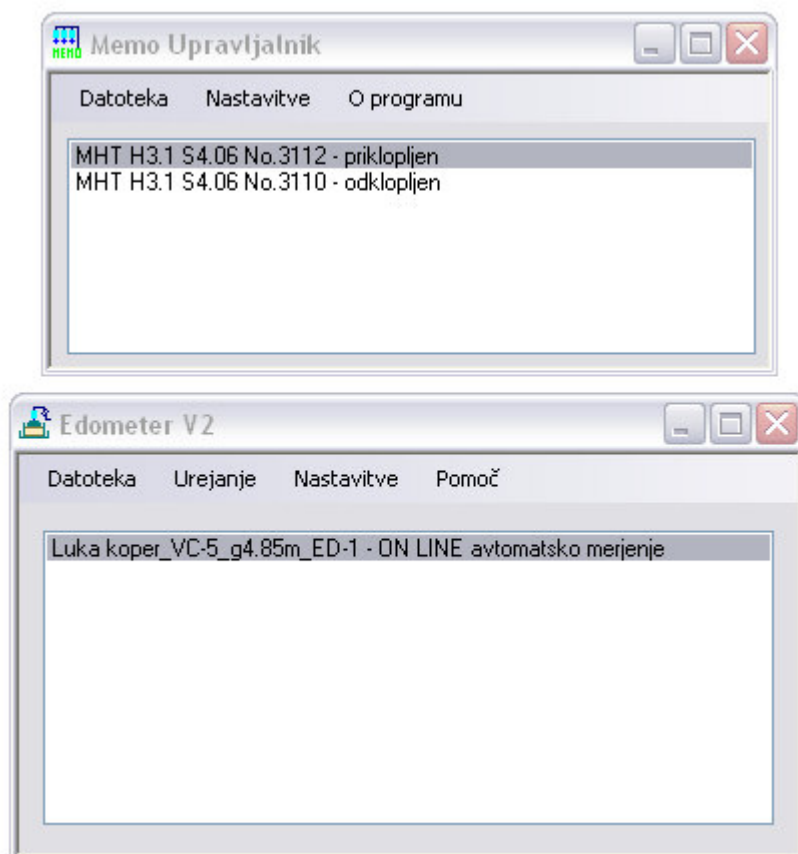 MEMO Memo Upravljalnik
Datoteka Nastavitve O programu
MHT H3.1 S4.06 No.3112 - priklopljen
MHT H3.1 S4.06 No.3110 - odklopljen
Edometer V2
Datoteka Urejanje Nastavitve Pomoč
Luka koper_VC-5_g4.85m_ED-1 - ON LINE avtomatsko merjenje